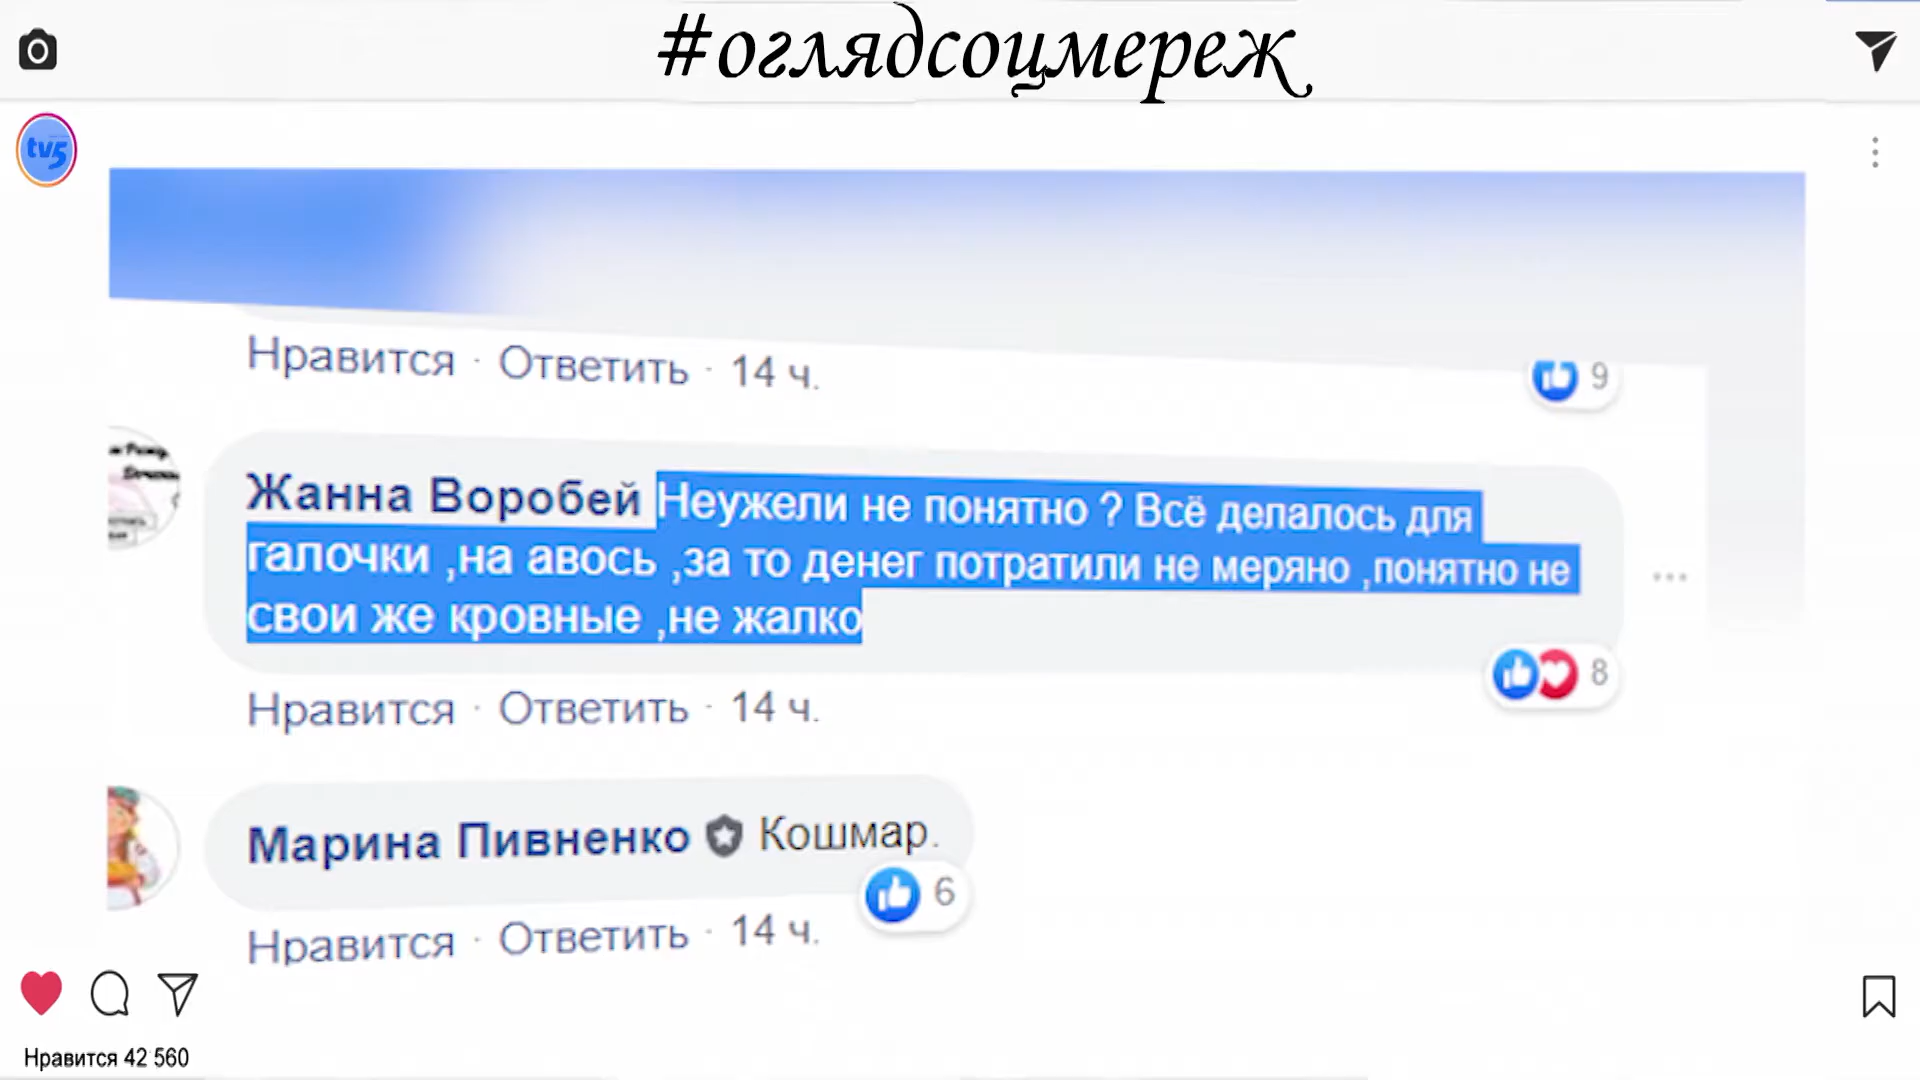 #оглядсоцмереж
tv5
Нравится · Ответить · 14 ч.
9
Жанна Воробей Неужели не понятно ? Всё делалось для
галочки ,на авось ,за то денег потратили не меряно ,понятно не
свои же кровные ,не жалко
8
Нравится · Ответить · 14 ч.
Марина Пивненко Кошмар.
6
Нравится · Ответить · 14 ч.
Нравится 42 560